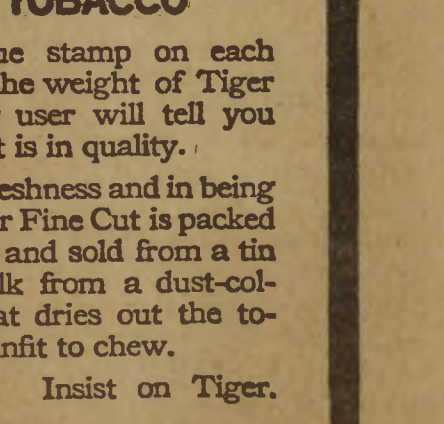 TOBACCO
ue stamp on each
he weight of Tiger
user will tell you
t is in quality.
eshness and in being
r Fine Cut is packed
and sold from a tin
lk from a dust-col-
at dries out the to-
nfit to chew.
Insist on Tiger.